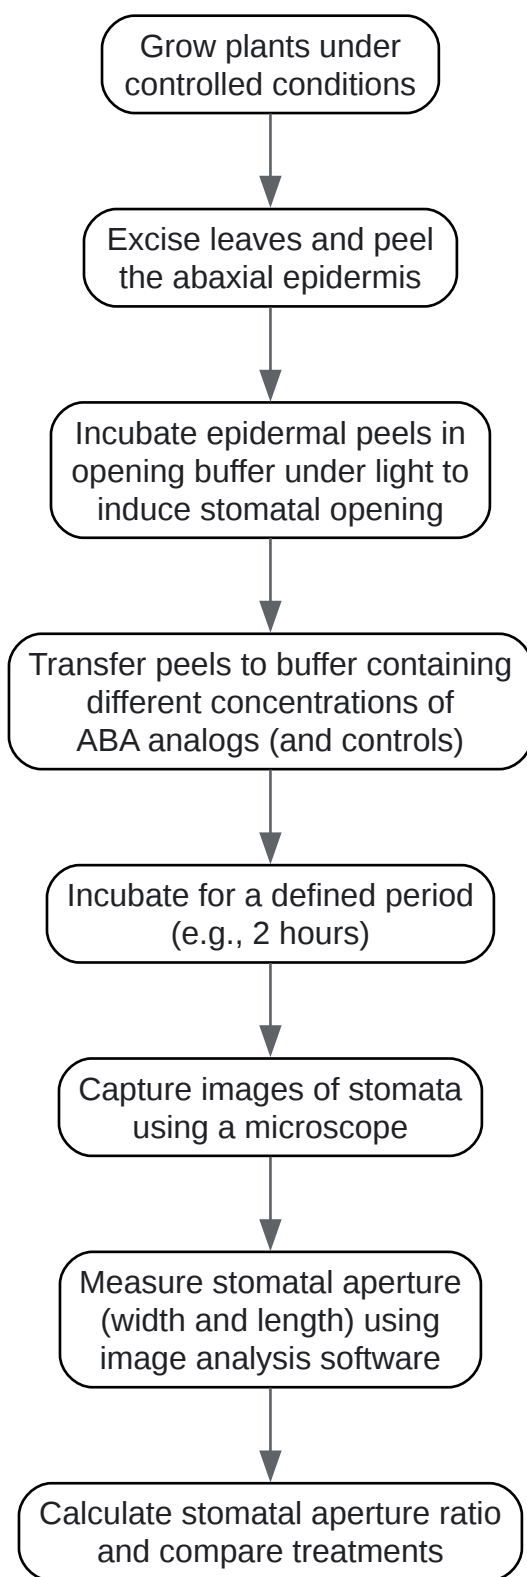 Grow plants under
controlled conditions
Excise leaves and peel
the abaxial epidermis
Incubate epidermal peels in
opening buffer under light to
induce stomatal opening
Transfer peels to buffer containing
different concentrations of
ABA analogs (and controls)
Incubate for a defined period
(e.g., 2 hours)
Capture images of stomata
using a microscope
Measure stomatal aperture
(width and length) using
image analysis software
Calculate stomatal aperture ratio
and compare treatments